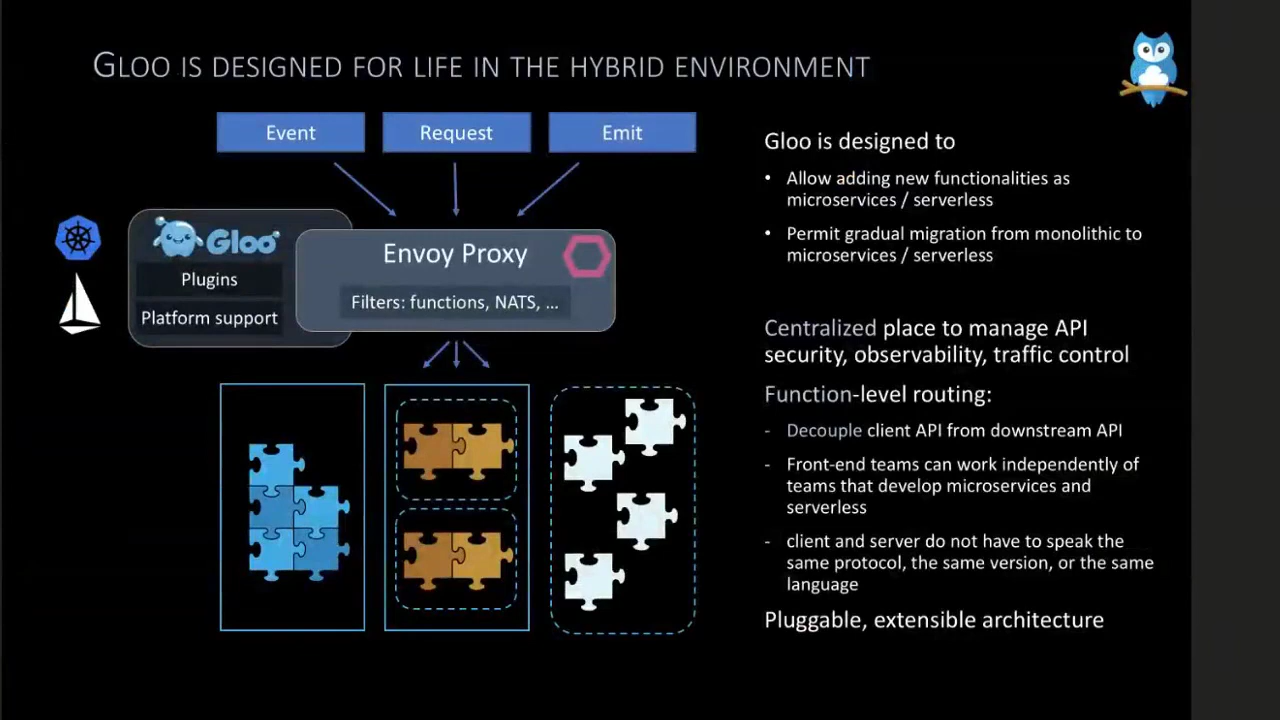 GLOO IS DESIGNED FOR LIFE IN THE HYBRID ENVIRONMENT
Event
Request
Emit
Gloo
Plugins
Platform support
Envoy Proxy
Filters: functions, NATS, ...
Gloo is designed to
• Allow adding new functionalities as
microservices / serverless
• Permit gradual migration from monolithic to
microservices / serverless
Centralized place to manage API
security, observability, traffic control
Function-level routing:
- Decouple client API from downstream API
- Front-end teams can work independently of
teams that develop microservices and
serverless
- client and server do not have to speak the
same protocol, the same version, or the same
language
Pluggable, extensible architecture